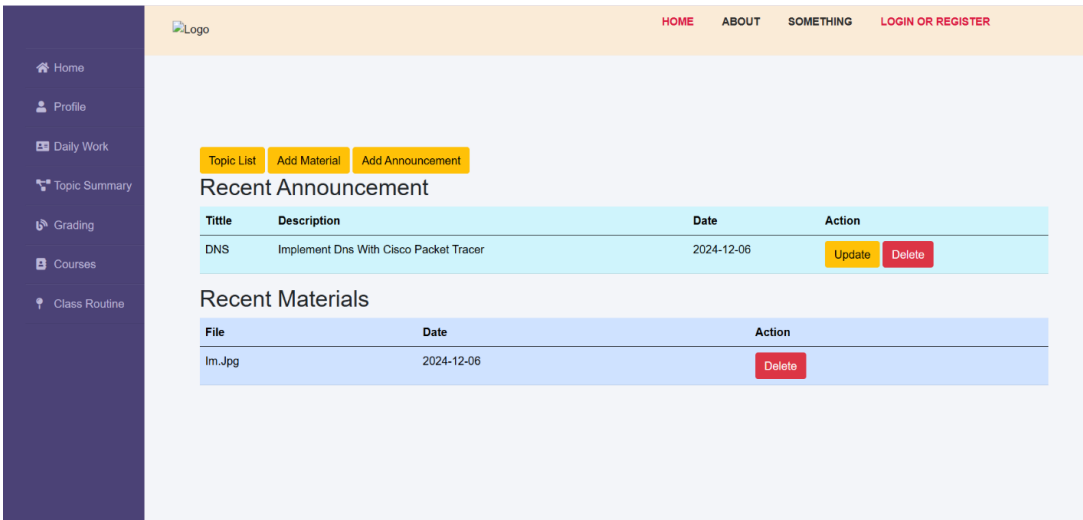 Logo HOME ABOUT SOMETHING LOGIN OR REGISTER
Home
Profile
Daily Work
Topic Summary
Grading
Courses
Class Routine
Topic List Add Material Add Announcement
Recent Announcement
Tittle Description Date Action
DNS Implement Dns With Cisco Packet Tracer 2024-12-06 Update Delete
Recent Materials
File Date Action
Im.Jpg 2024-12-06 Delete